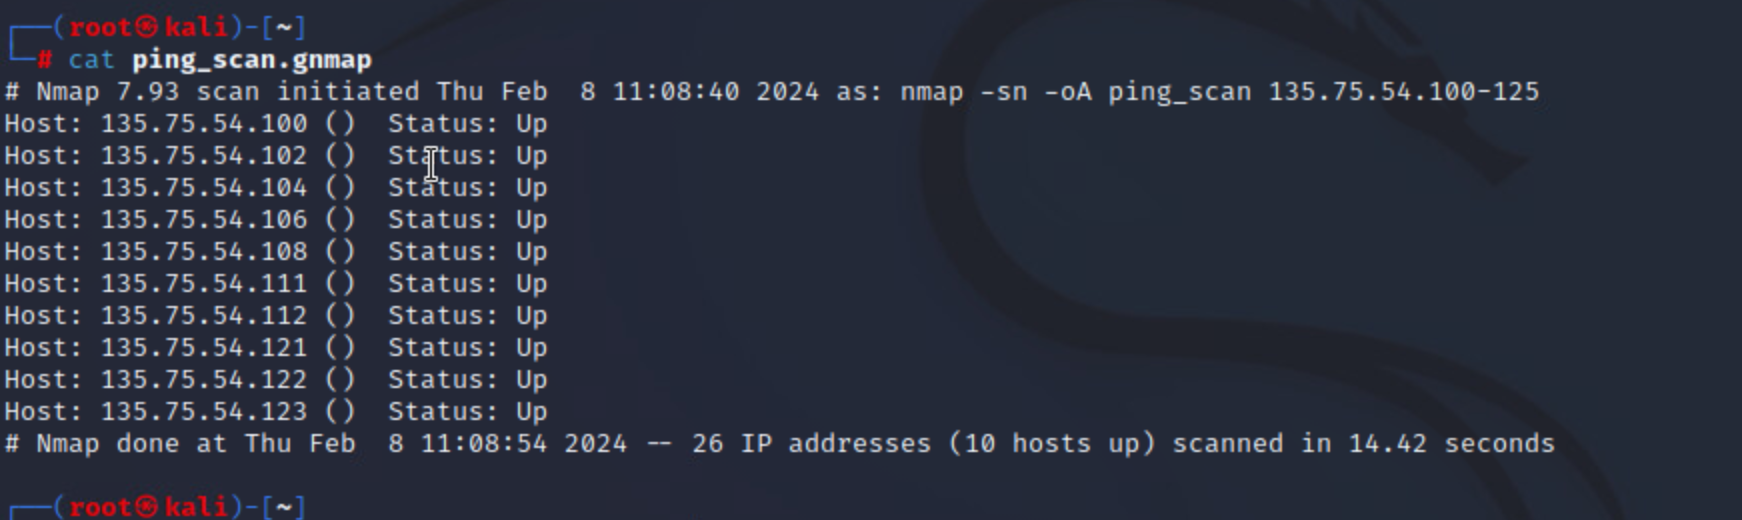 ┌──(root㉿kali)-[~]
└─# cat ping_scan.gnmap
# Nmap 7.93 scan initiated Thu Feb  8 11:08:40 2024 as: nmap -sn -oA ping_scan 135.75.54.100-125
Host: 135.75.54.100 ()  Status: Up
Host: 135.75.54.102 ()  Status: Up
Host: 135.75.54.104 ()  Status: Up
Host: 135.75.54.106 ()  Status: Up
Host: 135.75.54.108 ()  Status: Up
Host: 135.75.54.111 ()  Status: Up
Host: 135.75.54.112 ()  Status: Up
Host: 135.75.54.121 ()  Status: Up
Host: 135.75.54.122 ()  Status: Up
Host: 135.75.54.123 ()  Status: Up
# Nmap done at Thu Feb  8 11:08:54 2024 -- 26 IP addresses (10 hosts up) scanned in 14.42 seconds
┌──(root㉿kali)-[~]